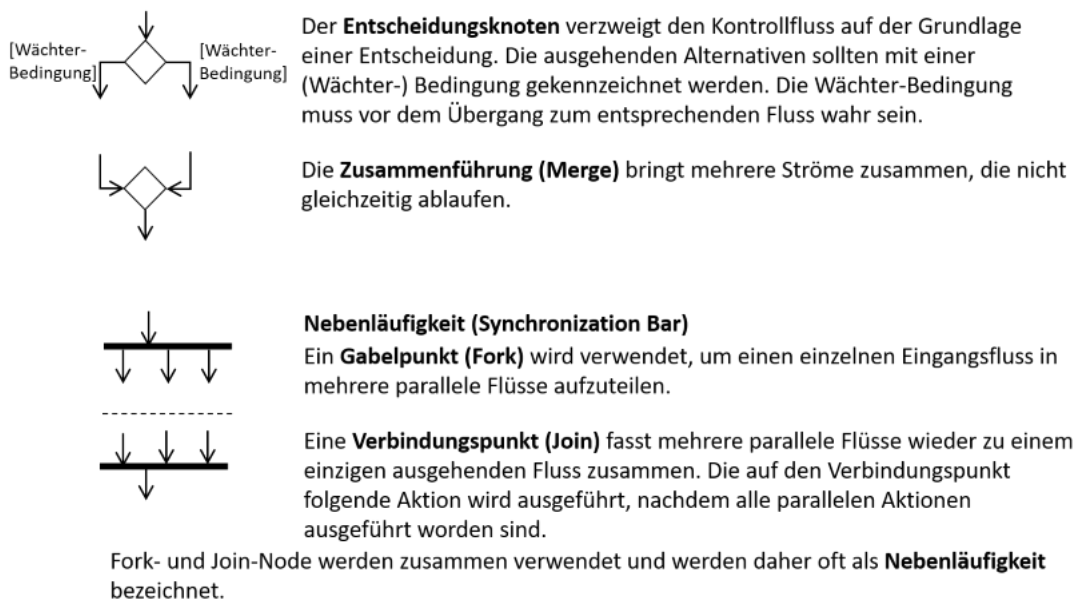 [Wächter-
Bedingung]
[Wächter-
Bedingung]
Der Entscheidungsknoten verzweigt den Kontrollfluss auf der Grundlage
einer Entscheidung. Die ausgehenden Alternativen sollten mit einer
(Wächter-) Bedingung gekennzeichnet werden. Die Wächter-Bedingung
muss vor dem Übergang zum entsprechenden Fluss wahr sein.
Die Zusammenführung (Merge) bringt mehrere Ströme zusammen, die nicht
gleichzeitig ablaufen.
Nebenläufigkeit (Synchronization Bar)
Ein Gabelpunkt (Fork) wird verwendet, um einen einzelnen Eingangsfluss in
mehrere parallele Flüsse aufzuteilen.
Eine Verbindungspunkt (Join) fasst mehrere parallele Flüsse wieder zu einem
einzigen ausgehenden Fluss zusammen. Die auf den Verbindungspunkt
folgende Aktion wird ausgeführt, nachdem alle parallelen Aktionen
ausgeführt worden sind.
Fork- und Join-Node werden zusammen verwendet und werden daher oft als Nebenläufigkeit
bezeichnet.